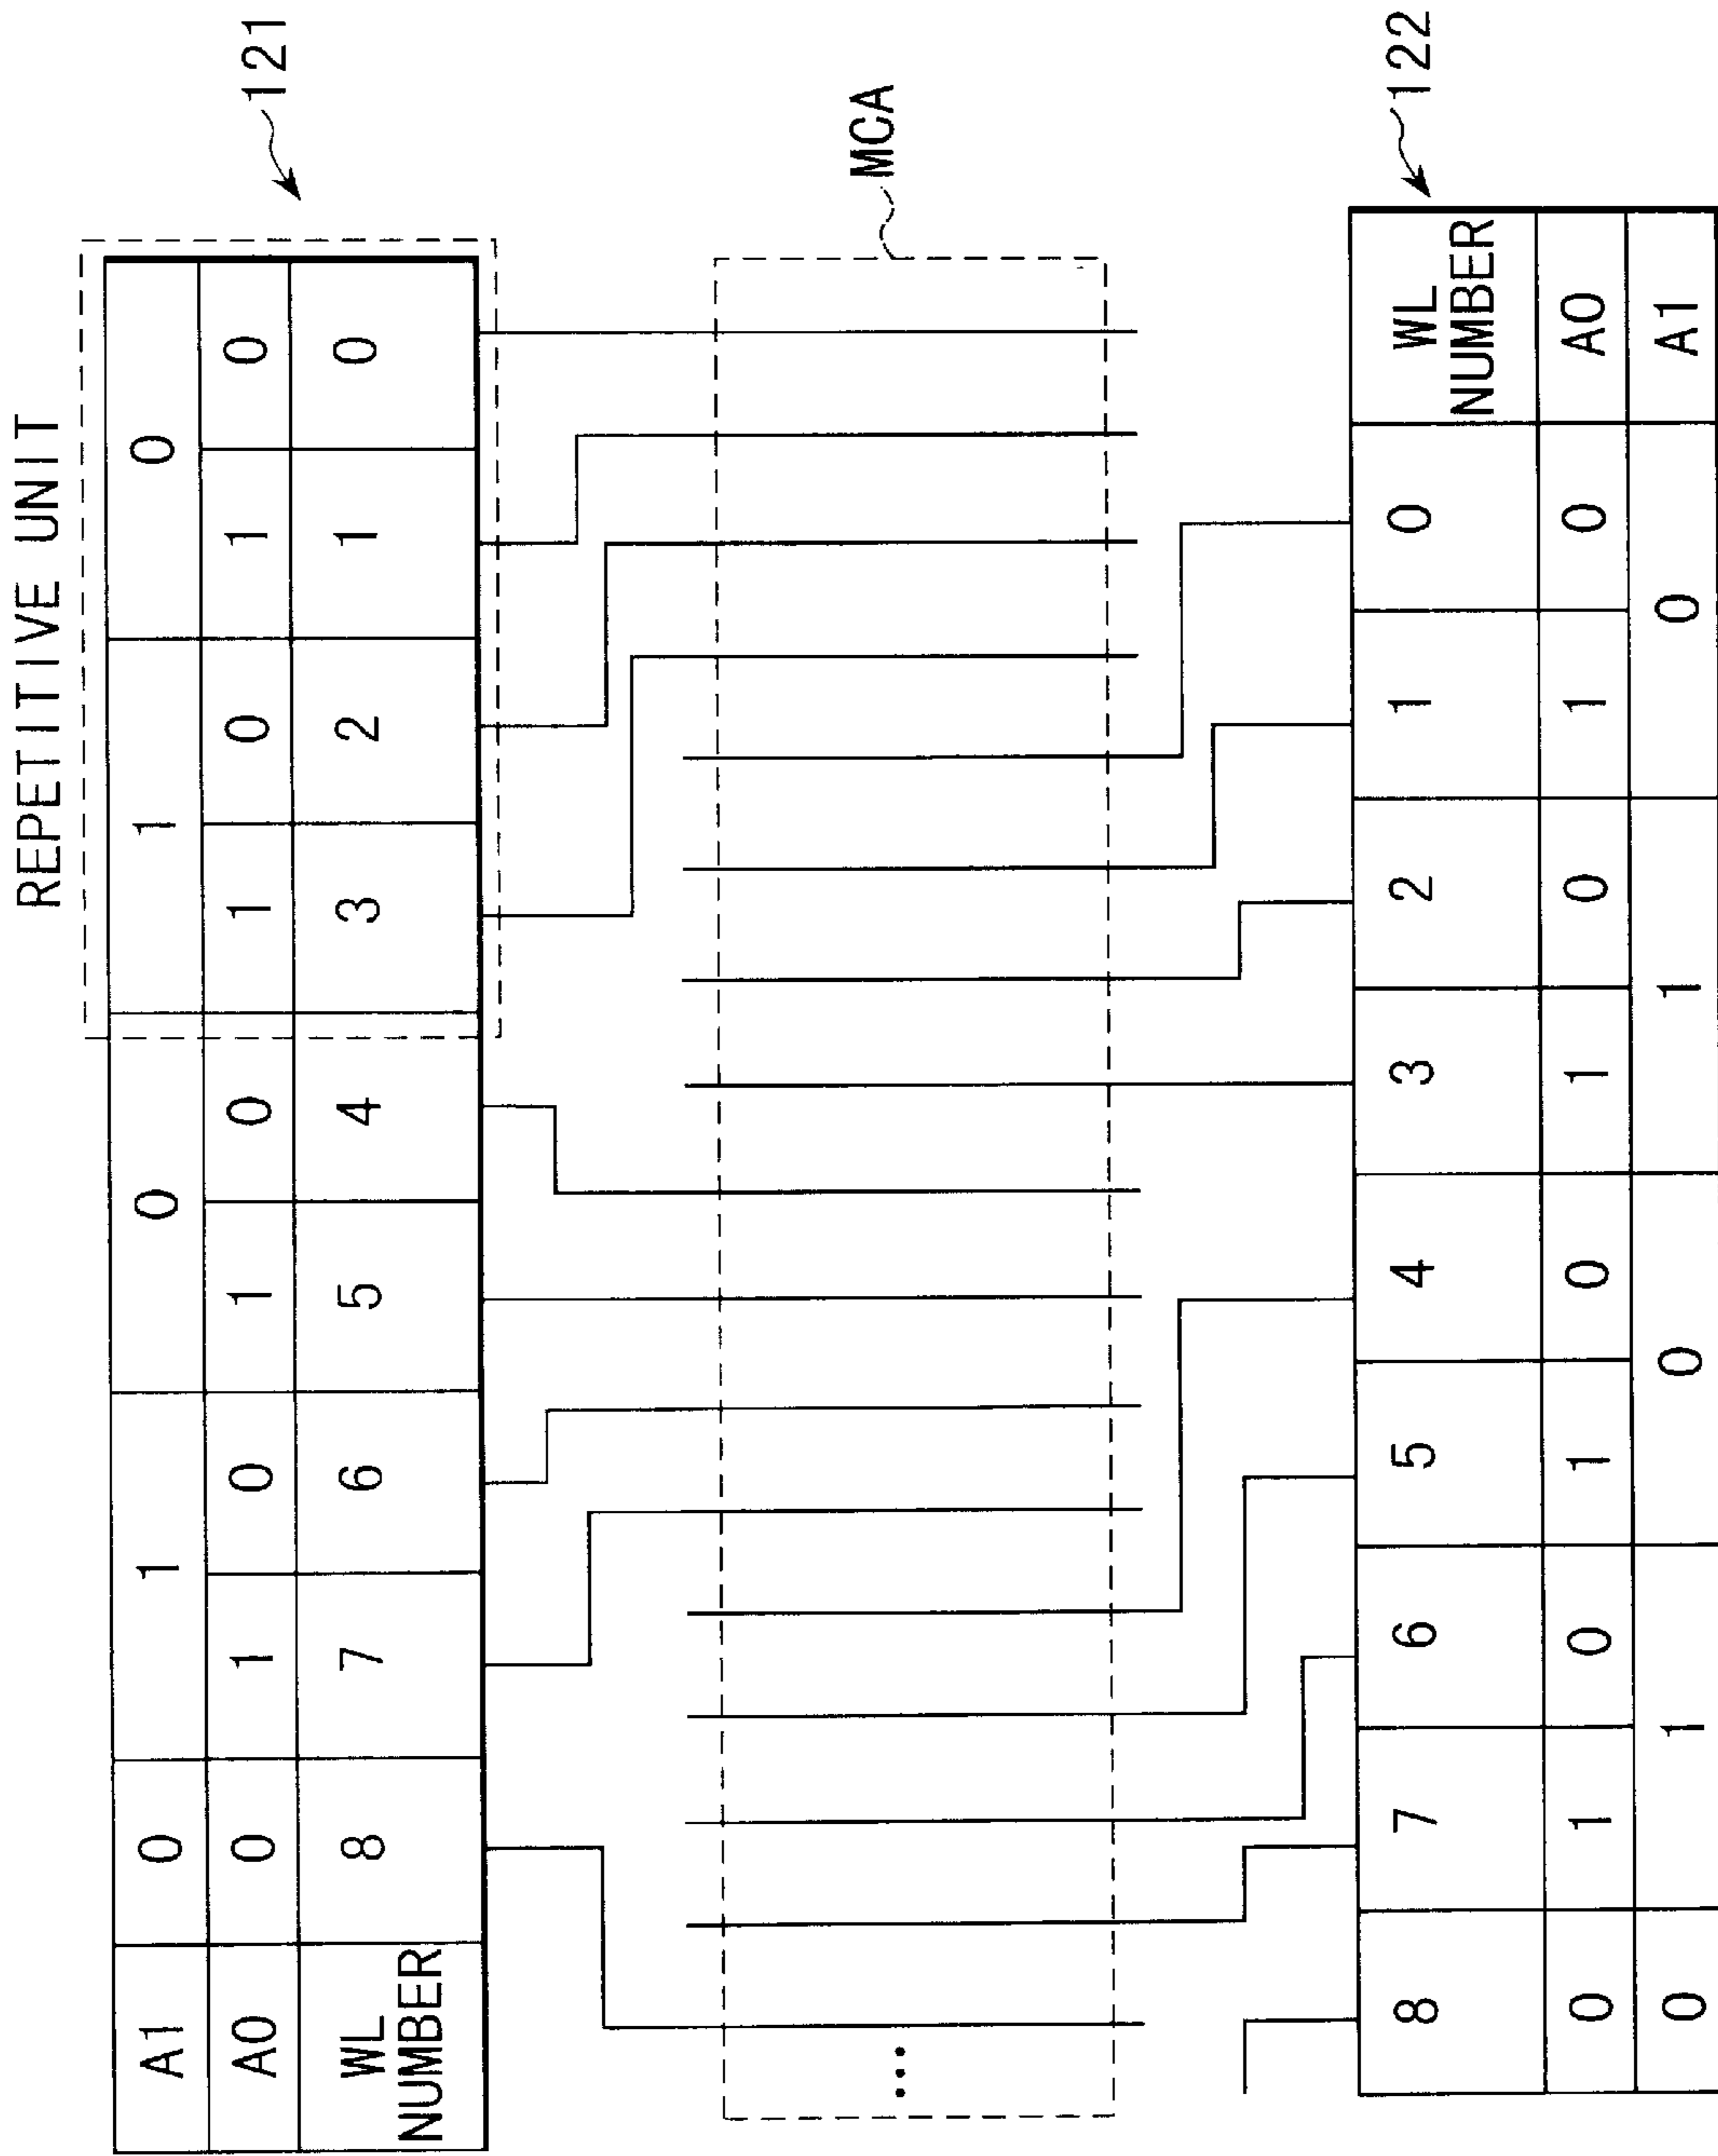 REPETITIVE UNIT
A1 0 1 0 1 0
A0 0 1 0 1 0 1 0 1 0
WL
NUMBER 8 7 6 5 4 3 2 1 0
121
...
MCA
8 7 6 5 4 3 2 1 0 WL
NUMBER
0 1 0 1 0 1 0 1 0 A0
0 1 0 1 0 A1
122